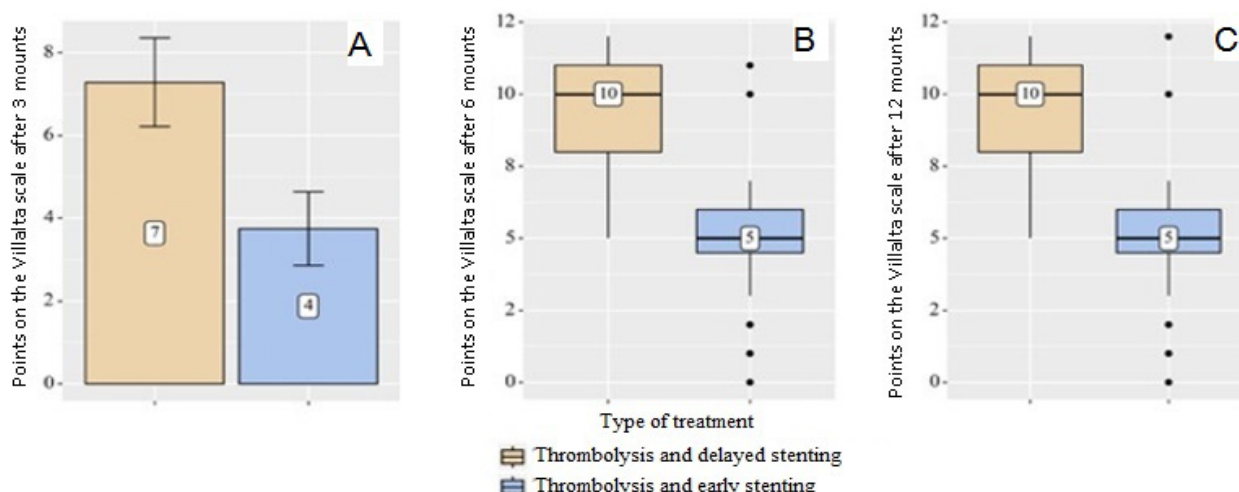 A
Points on the Villalta scale after 3 mounts
8
6
4
2
0
7
4
B
Points on the Villalta scale after 6 mounts
12
10
8
5
2
0
10
5
C
Points on the Villalta scale after 12 mounts
12
10
8
5
2
0
10
5
Type of treatment
Thrombolysis and delayed stenting
Thrombolysis and early stenting